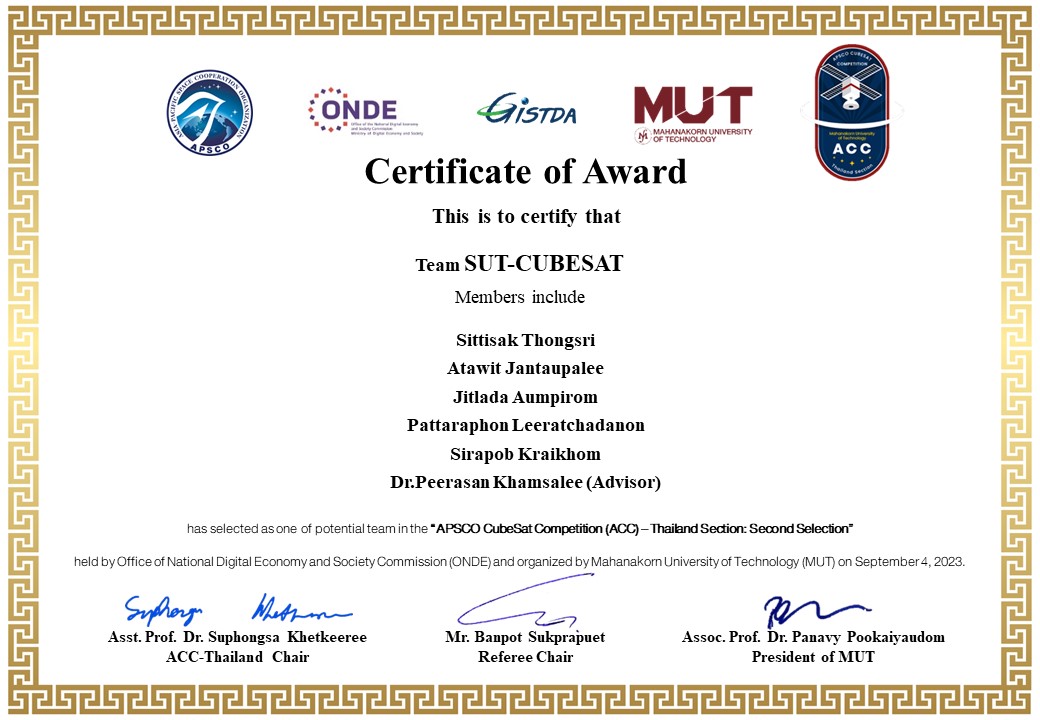 ASIA PACIFIC SPACE COOPERATION ORGANIZATION
APSCO
ONDE
Office of the National Digital Economy
and Society Commission
Ministry of Digital Economy and Society
GISTDA
MUT
MAHANAKORN UNIVERSITY
OF TECHNOLOGY
APSCO CUBESAT
COMPETITION
Mahanakorn University
of Technology
ACC
Thailand Section
Certificate of Award
This is to certify that
Team SUT-CUBESAT
Members include
Sittisak Thongsri
Atawit Jantaupalee
Jitlada Aumpirom
Pattaraphon Leeratchadanon
Sirapob Kraikhom
Dr.Peerasan Khamsalee (Advisor)
has selected as one of potential team in the “APSCO CubeSat Competition (ACC) – Thailand Section: Second Selection”
held by Office of National Digital Economy and Society Commission (ONDE) and organized by Mahanakorn University of Technology (MUT) on September 4, 2023.
Asst. Prof. Dr. Suphongsa Khetkeeree
ACC-Thailand Chair
Mr. Banpot Sukprapuet
Referee Chair
Assoc. Prof. Dr. Panavy Pookaiyaudom
President of MUT